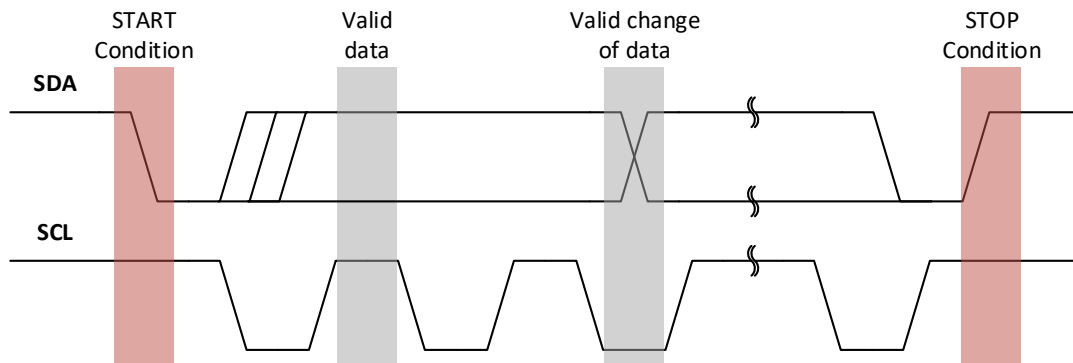 START
Condition
Valid
data
Valid change
of data
STOP
Condition
SDA
SCL